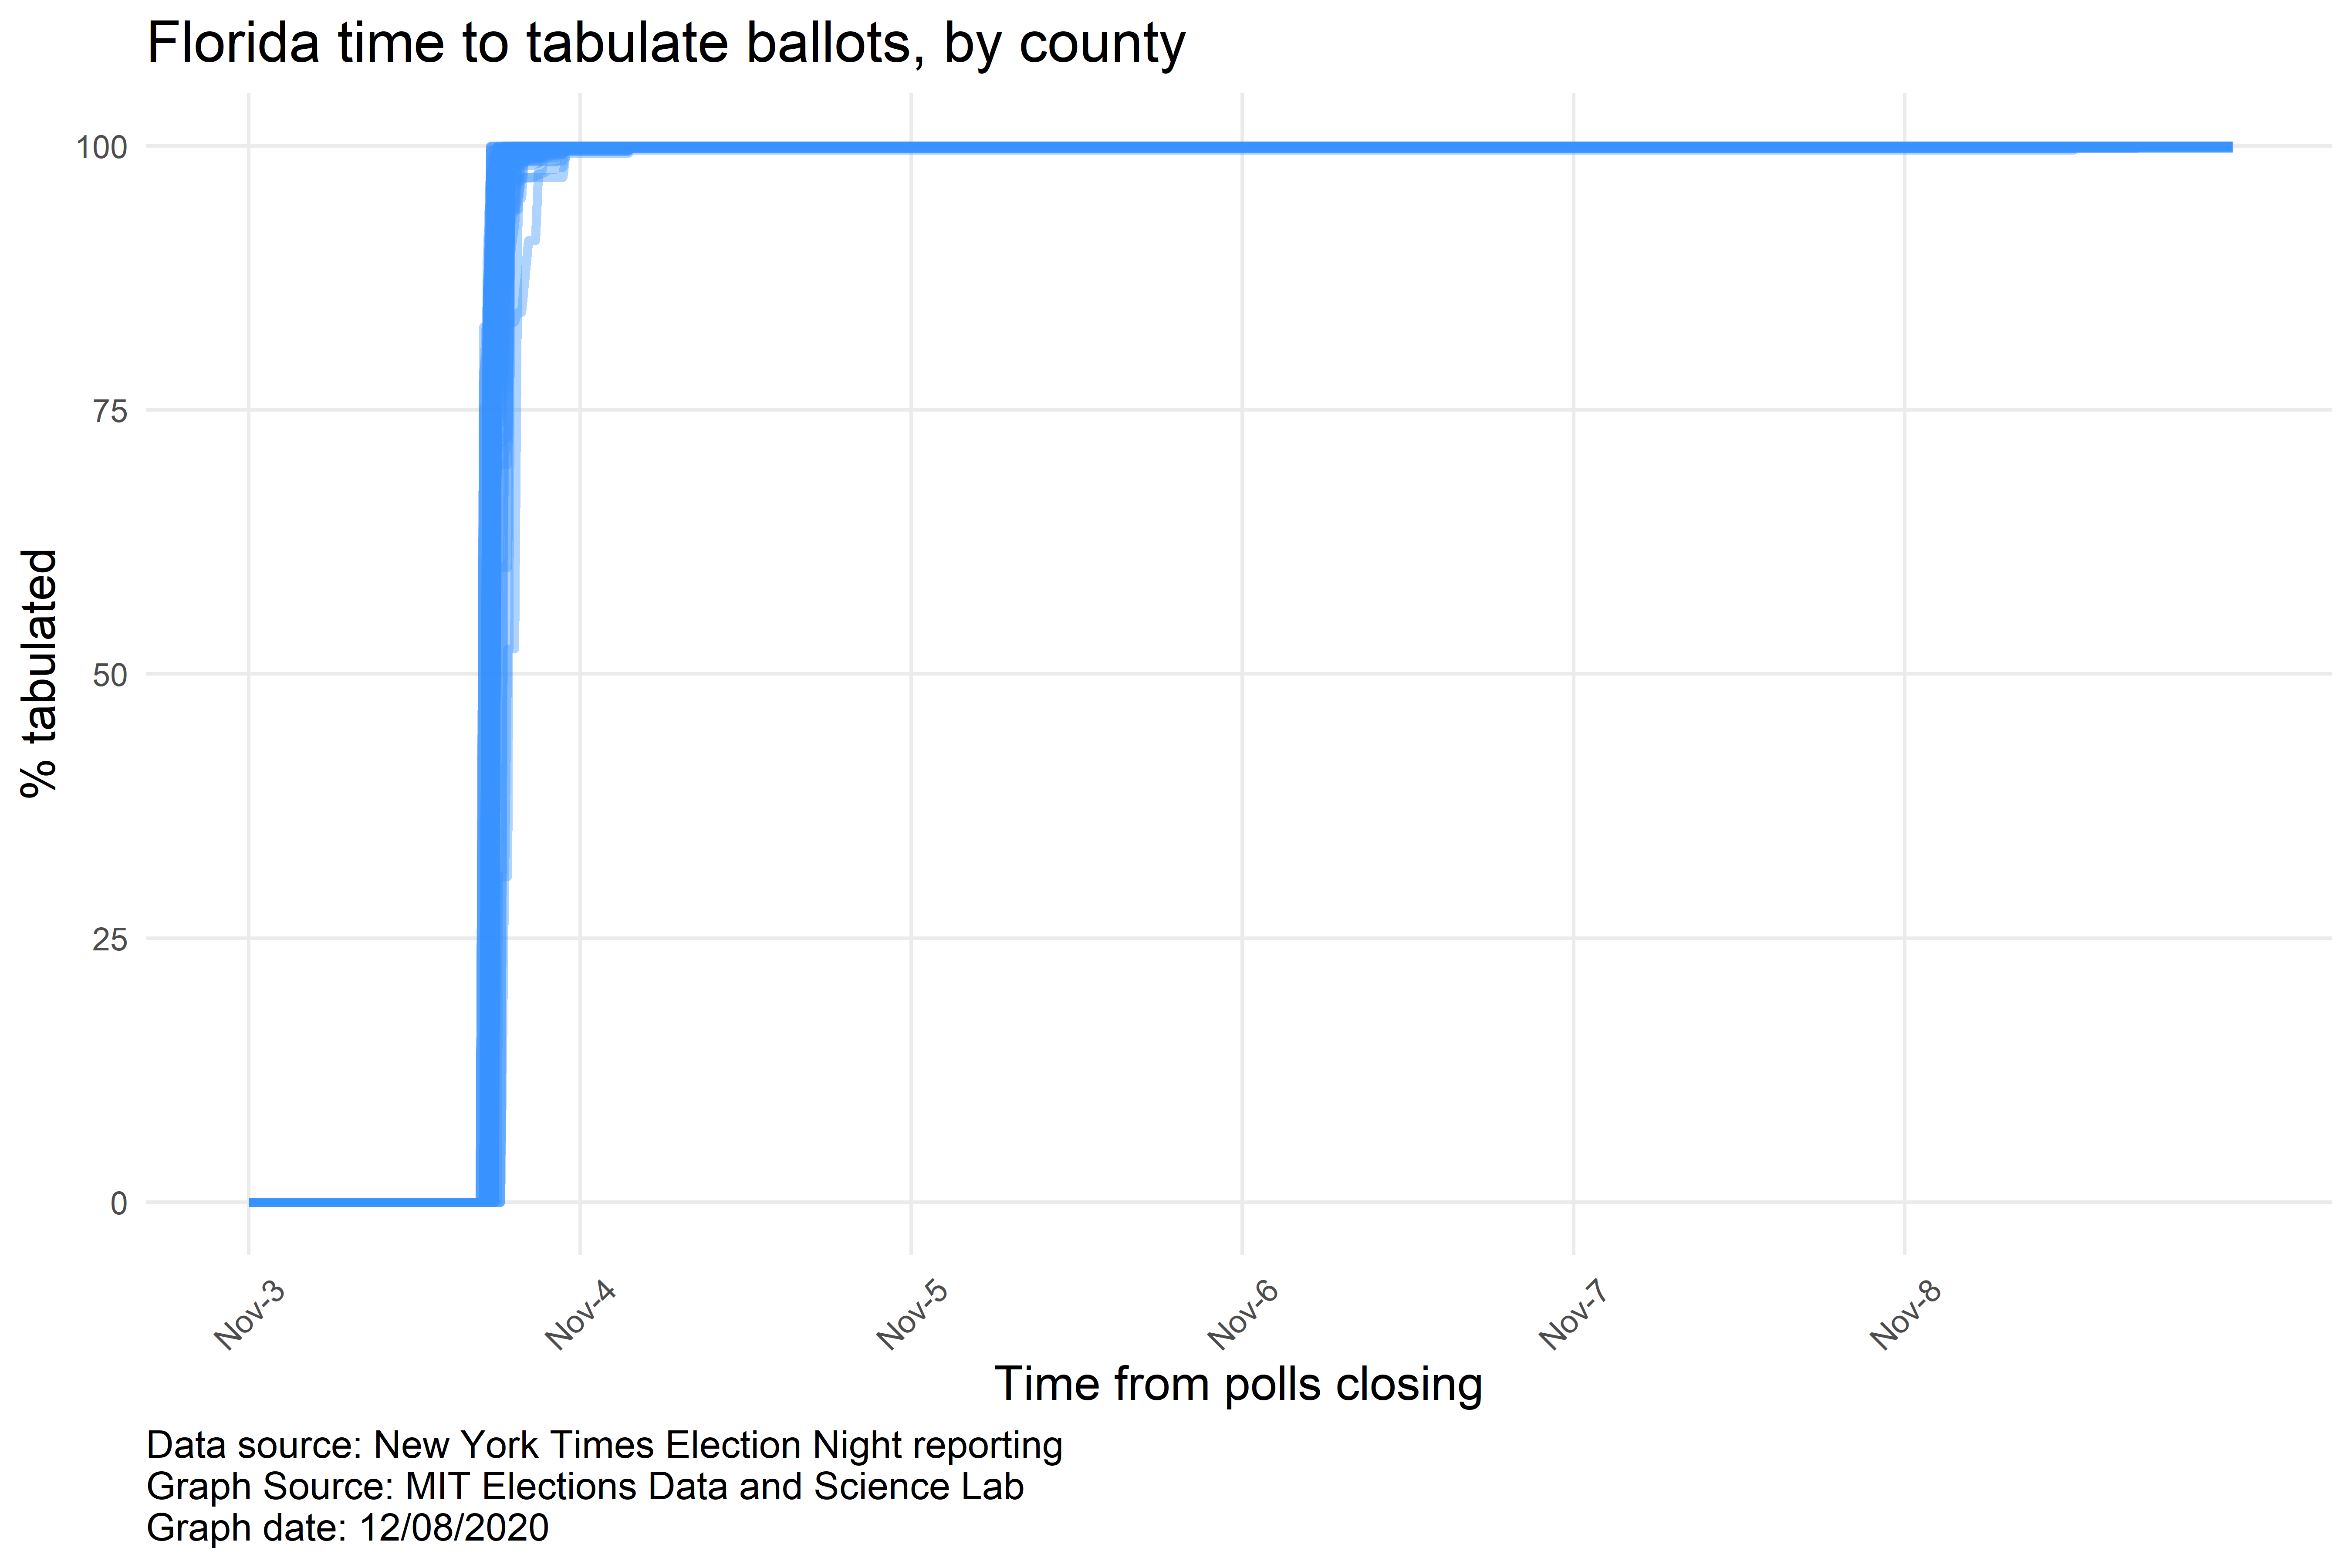 Florida time to tabulate ballots, by county
100
75
50
25
0
% tabulated
Nov-3
Nov-4
Nov-5
Nov-6
Nov-7
Nov-8
Time from polls closing
Data source: New York Times Election Night reporting
Graph Source: MIT Elections Data and Science Lab
Graph date: 12/08/2020